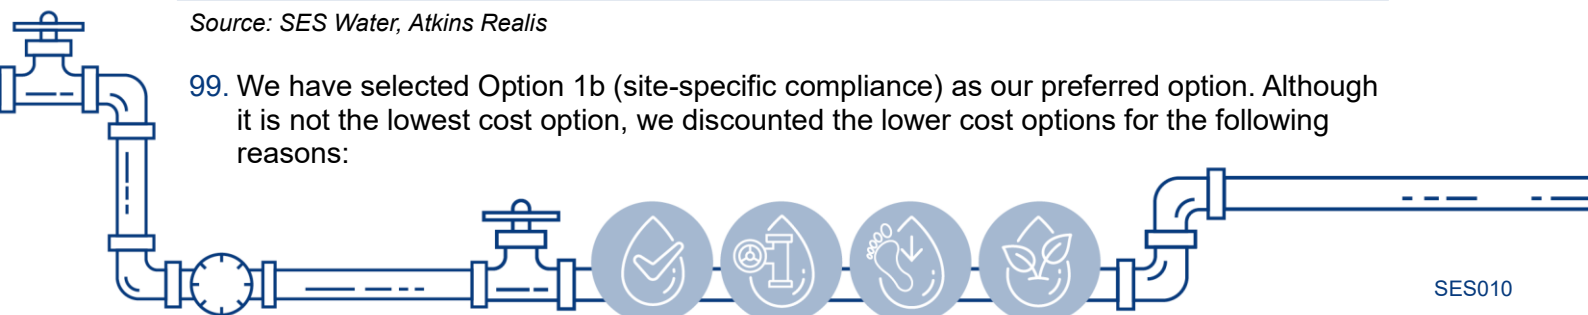 Source: SES Water, Atkins Realis
99. We have selected Option 1b (site-specific compliance) as our preferred option. Although
it is not the lowest cost option, we discounted the lower cost options for the following
reasons:
SES010